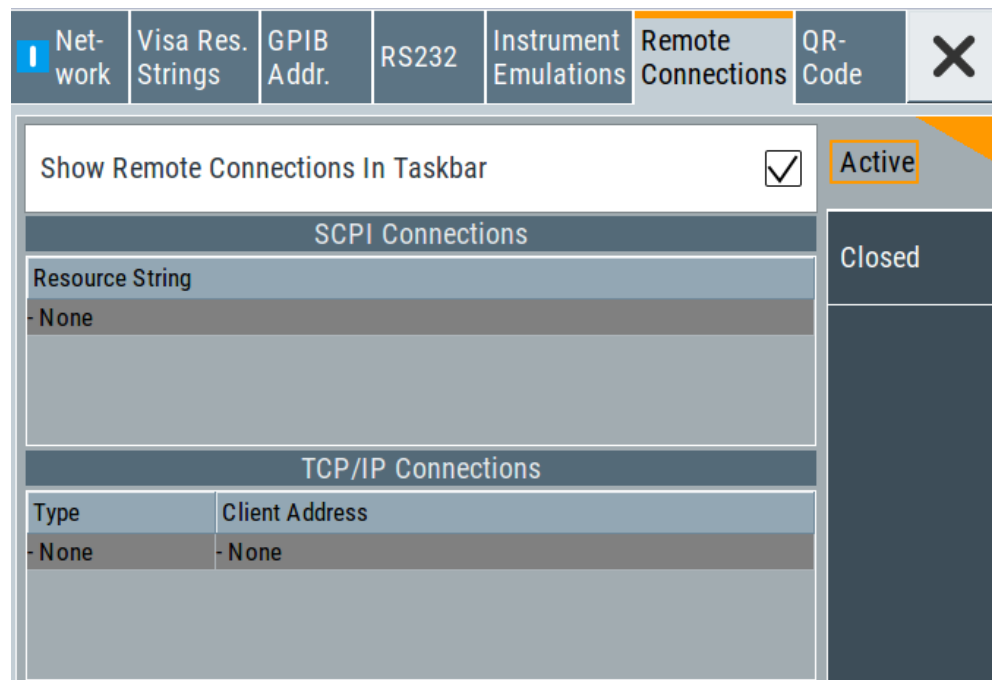 Net-
work
Visa Res.
Strings
GPIB
Addr.
RS232
Instrument
Emulations
Remote
Connections
QR-
Code
Show Remote Connections In Taskbar
Active
SCPI Connections
Closed
Resource String
- None
TCP/IP Connections
Type Client Address
- None - None